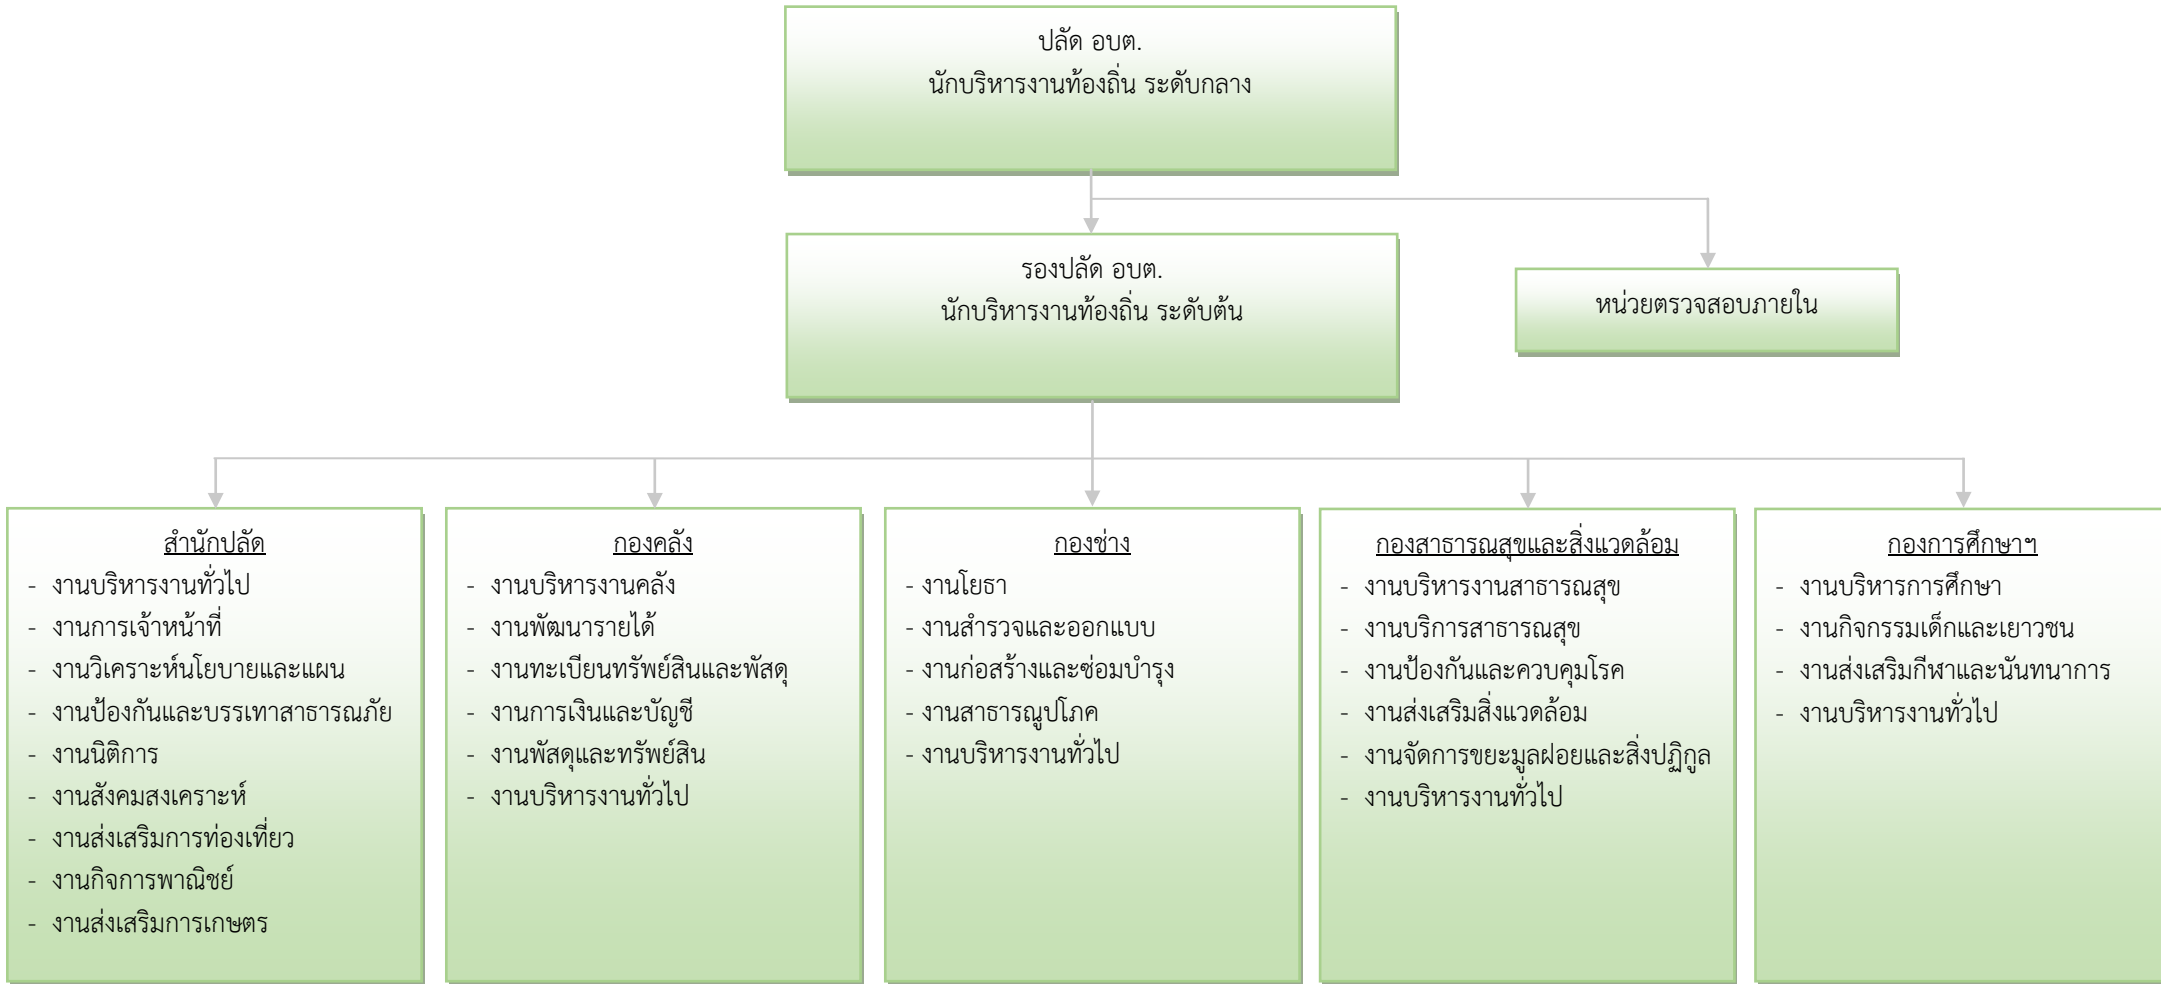 ปลัด อบต.
นักบริหารงานท้องถิ่น ระดับกลาง
รองปลัด อบต.
นักบริหารงานท้องถิ่น ระดับต้น
หน่วยตรวจสอบภายใน
สำนักปลัด
- งานบริหารงานทั่วไป
- งานการเจ้าหน้าที่
- งานวิเคราะห์นโยบายและแผน
- งานป้องกันและบรรเทาสาธารณภัย
- งานนิติการ
- งานสังคมสงเคราะห์
- งานส่งเสริมการท่องเที่ยว
- งานกิจการพาณิชย์
- งานส่งเสริมการเกษตร
กองคลัง
- งานบริหารงานคลัง
- งานพัฒนารายได้
- งานทะเบียนทรัพย์สินและพัสดุ
- งานการเงินและบัญชี
- งานพัสดุและทรัพย์สิน
- งานบริหารงานทั่วไป
กองช่าง
- งานโยธา
- งานสำรวจและออกแบบ
- งานก่อสร้างและซ่อมบำรุง
- งานสาธารณูปโภค
- งานบริหารงานทั่วไป
กองสาธารณสุขและสิ่งแวดล้อม
- งานบริหารงานสาธารณสุข
- งานบริการสาธารณสุข
- งานป้องกันและควบคุมโรค
- งานส่งเสริมสิ่งแวดล้อม
- งานจัดการขยะมูลฝอยและสิ่งปฏิกูล
- งานบริหารงานทั่วไป
กองการศึกษาฯ
- งานบริหารการศึกษา
- งานกิจกรรมเด็กและเยาวชน
- งานส่งเสริมกีฬาและนันทนาการ
- งานบริหารงานทั่วไป